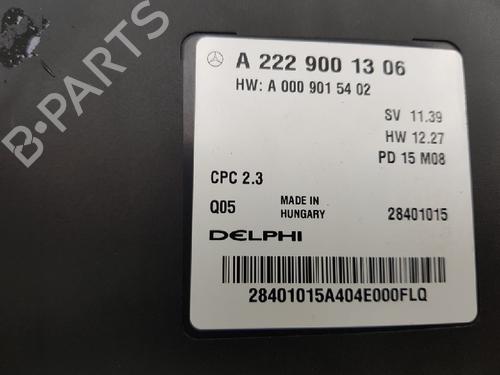 A 222 900 13 06
HW: A 000 901 54 02
SV 11.39
HW 12.27
PD 15 M08
CPC 2.3
Q05
MADE IN
HUNGARY
28401015
DELPHI
28401015A404E000FLQ
B-PARTS